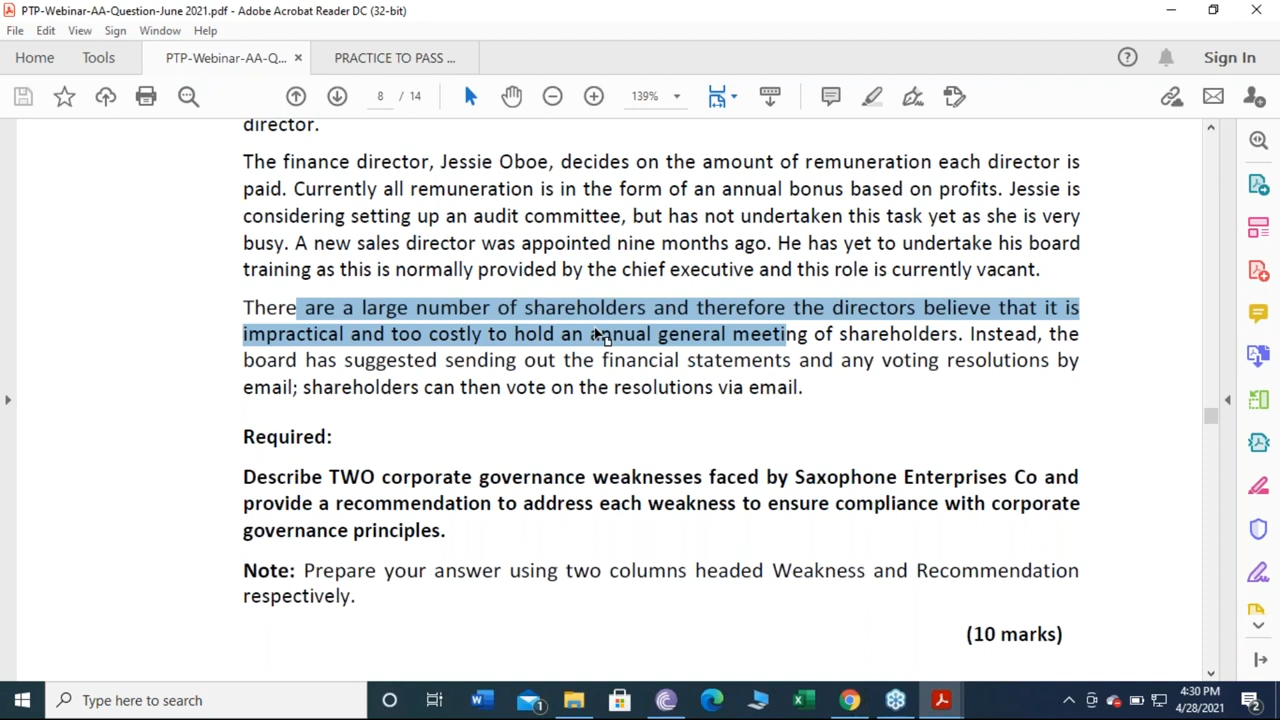 PTP-Webinar-AA-Question-June 2021.pdf - Adobe Acrobat Reader DC (32-bit)
File Edit View Sign Window Help
Home Tools PTP-Webinar-AA-Q... × PRACTICE TO PASS ... Sign In
8 / 14 139%
director.
The finance director, Jessie Oboe, decides on the amount of remuneration each director is
paid. Currently all remuneration is in the form of an annual bonus based on profits. Jessie is
considering setting up an audit committee, but has not undertaken this task yet as she is very
busy. A new sales director was appointed nine months ago. He has yet to undertake his board
training as this is normally provided by the chief executive and this role is currently vacant.
There are a large number of shareholders and therefore the directors believe that it is
impractical and too costly to hold an annual general meeting of shareholders. Instead, the
board has suggested sending out the financial statements and any voting resolutions by
email; shareholders can then vote on the resolutions via email.
Required:
Describe TWO corporate governance weaknesses faced by Saxophone Enterprises Co and
provide a recommendation to address each weakness to ensure compliance with corporate
governance principles.
Note: Prepare your answer using two columns headed Weakness and Recommendation
respectively.
(10 marks)
Type here to search
4:30 PM
4/28/2021